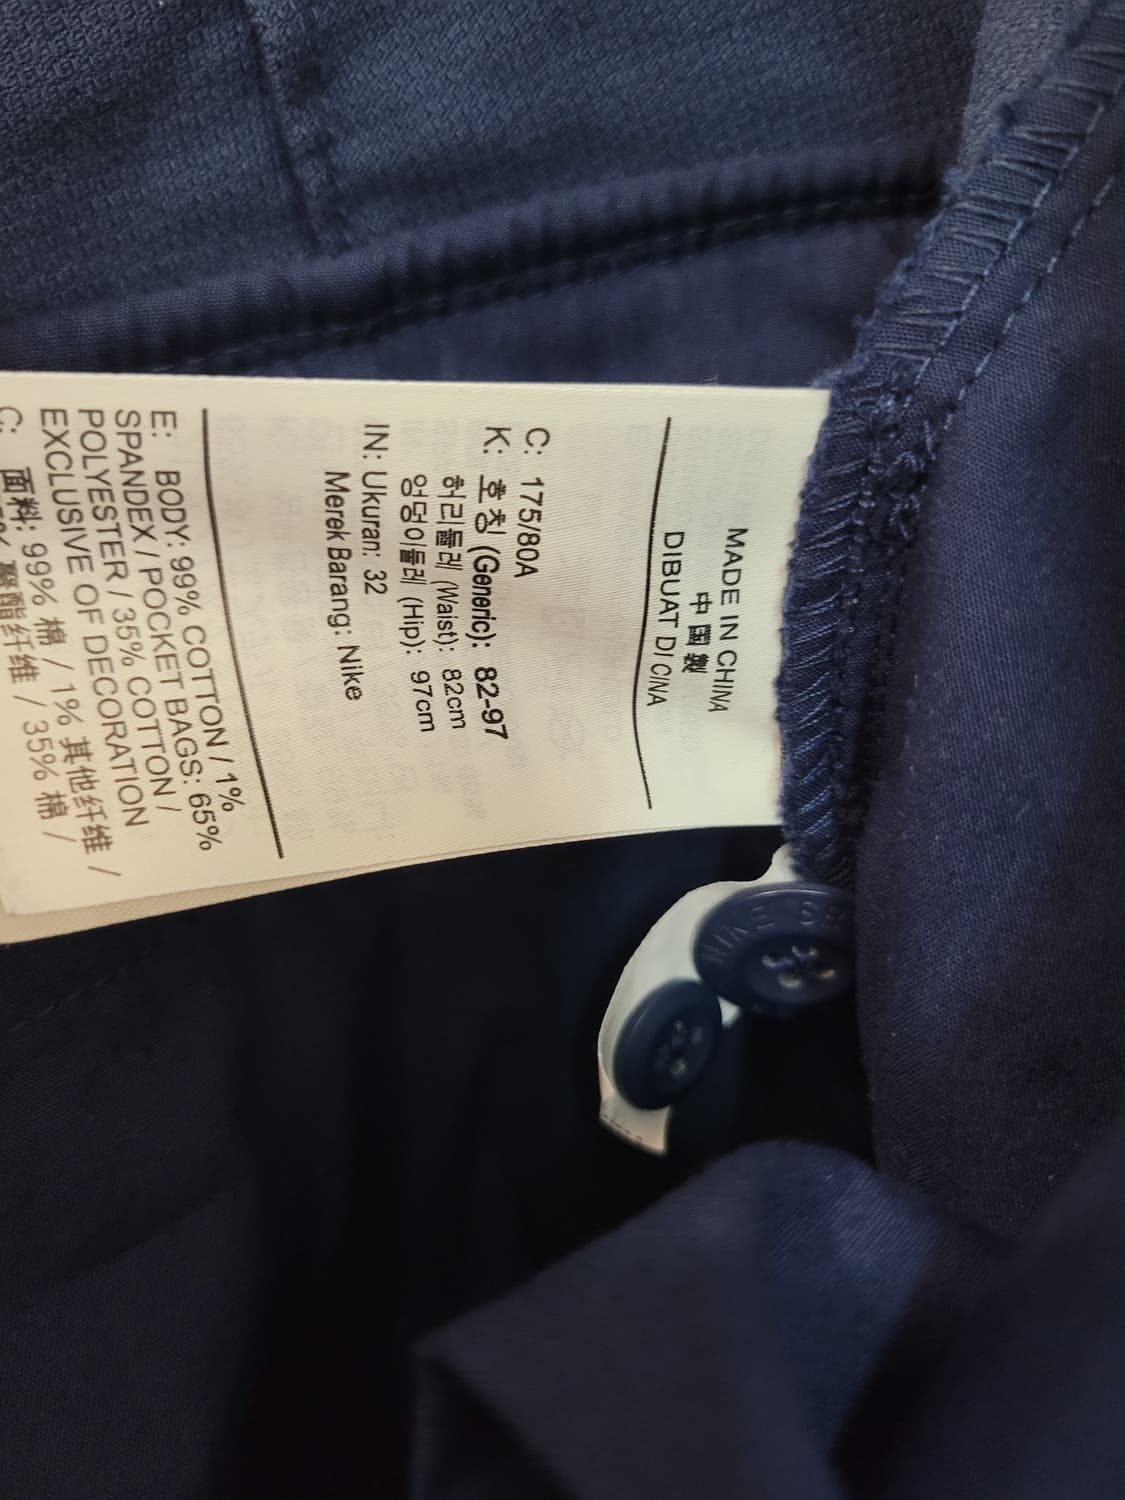 MADE IN CHINA
中國製
DIBUAT DI CINA
C: 175/80A
K: 호칭 (Generic): 82-97
허리둘레 (Waist): 82cm
엉덩이둘레 (Hip): 97cm
IN: Ukuran: 32
Merek Barang: Nike
E: BODY: 99% COTTON / 1%
SPANDEX / POCKET BAGS: 65%
POLYESTER / 35% COTTON /
EXCLUSIVE OF DECORATION
C: 面料: 99% 棉 / 1% 其他纤维 /
聚酯纤维 / 35% 棉 /
NIKE SB